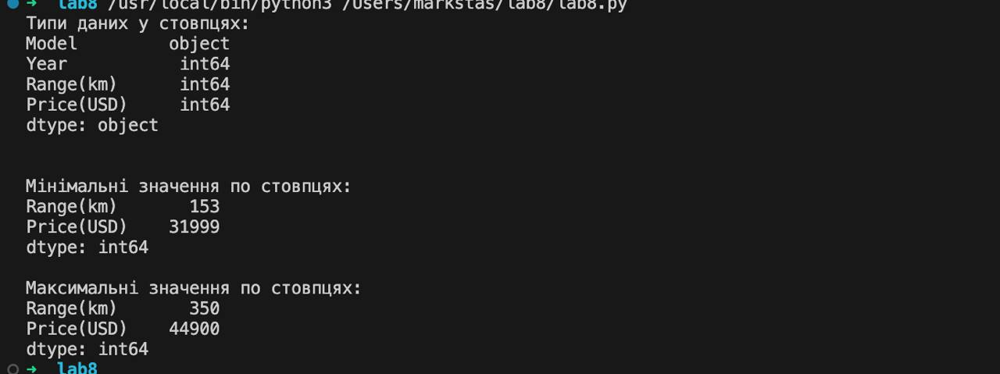 ➜  lab8 /usr/local/bin/python3 /Users/markstas/lab8/lab8.py
Типи даних у стовпцях:
Model         object
Year           int64
Range(km)      int64
Price(USD)     int64
dtype: object
Мінімальні значення по стовпцях:
Range(km)       153
Price(USD)    31999
dtype: int64
Максимальні значення по стовпцях:
Range(km)       350
Price(USD)    44900
dtype: int64
➜  lab8